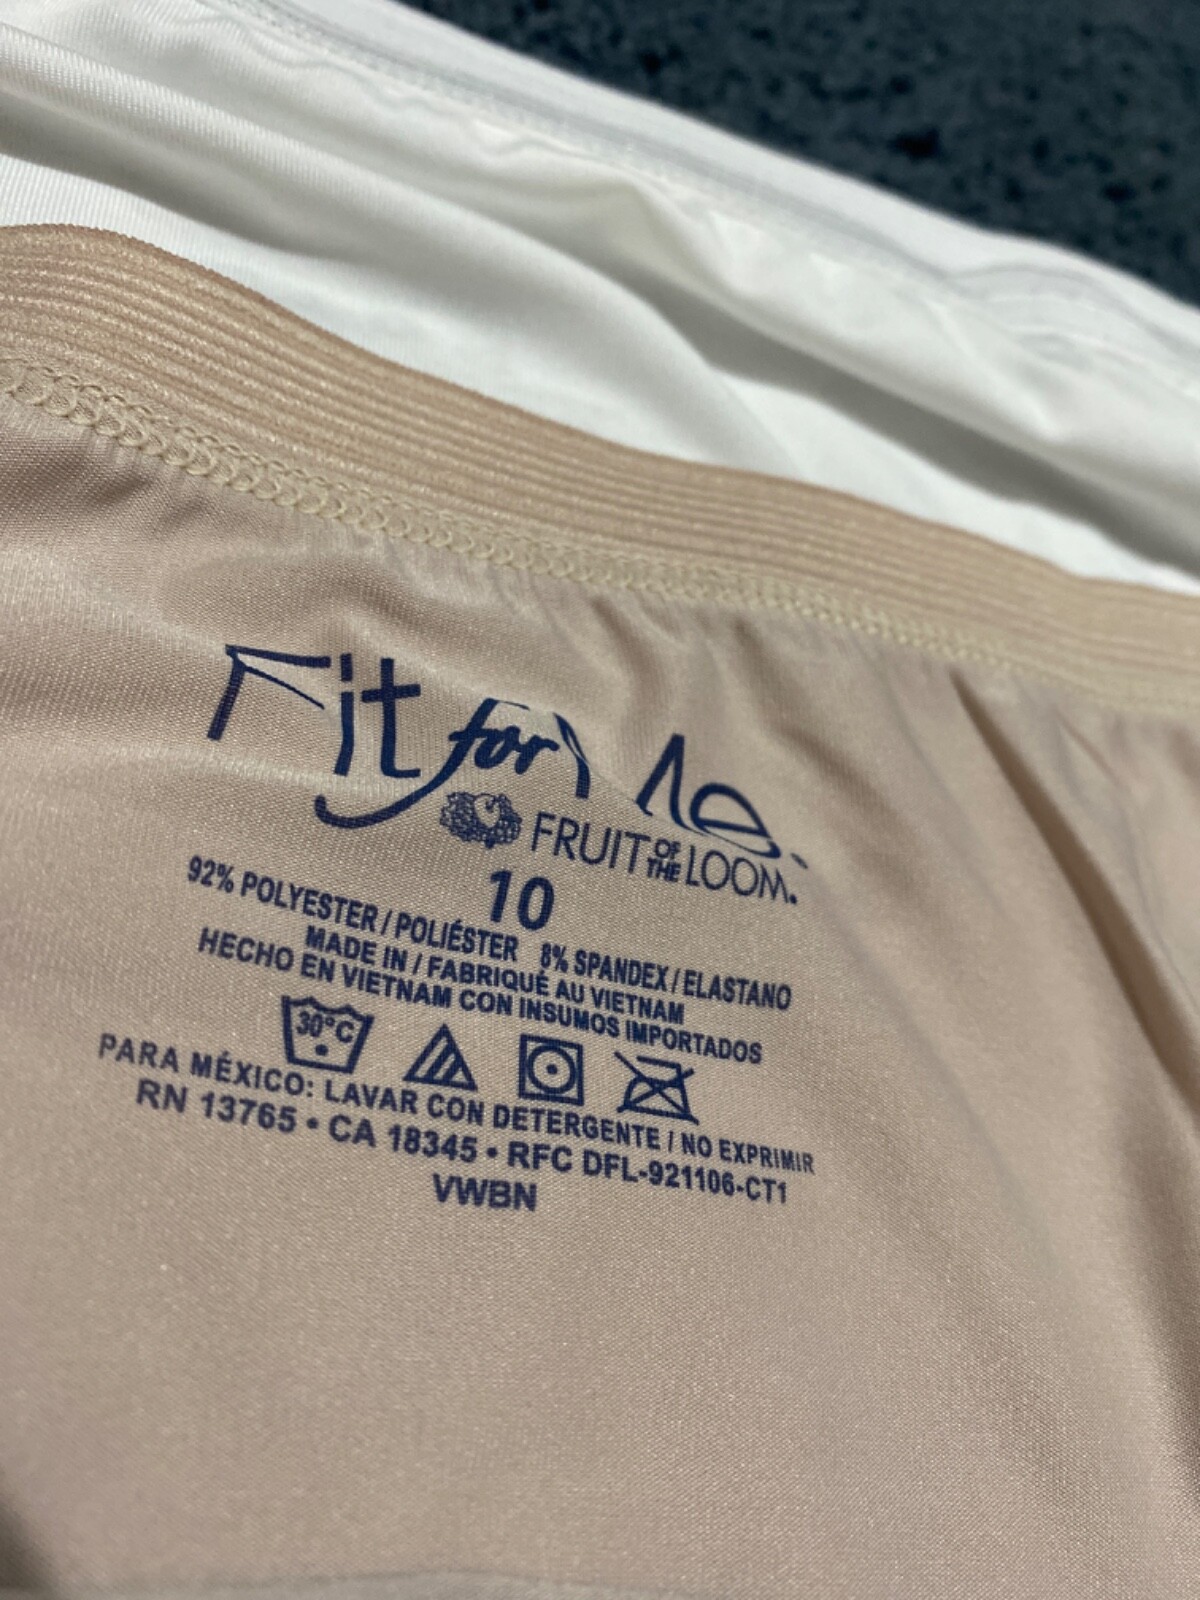 Fit for Me.
FRUIT OF THE LOOM.
10
92% POLYESTER / POLIÉSTER 8% SPANDEX / ELASTANO
MADE IN / FABRIQUÉ AU VIETNAM
HECHO EN VIETNAM CON INSUMOS IMPORTADOS
30°C
PARA MÉXICO: LAVAR CON DETERGENTE / NO EXPRIMIR
RN 13765 • CA 18345 • RFC DFL-921106-CT1
VWBN